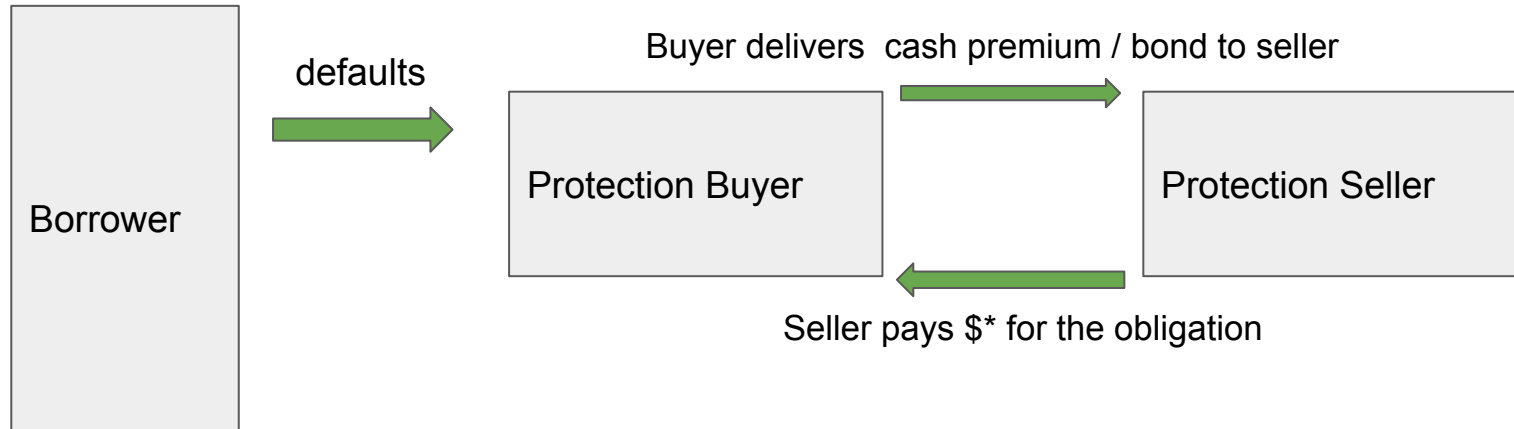 Buyer delivers  cash premium / bond to seller
defaults
Borrower
Protection Buyer
Protection Seller
Seller pays $* for the obligation